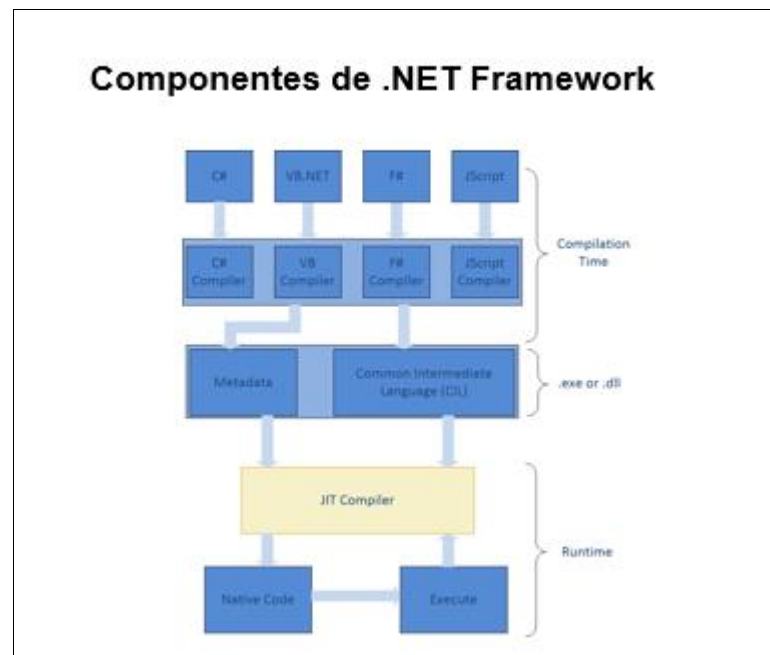 Componentes de .NET Framework
C#
VB.NET
F#
JScript
Compilation
Time
C#
Compiler
VB
Compiler
F#
Compiler
JScript
Compiler
Metadata
Common Intermediate
Language (CIL)
.exe or .dll
JIT Compiler
Runtime
Native Code
Execute